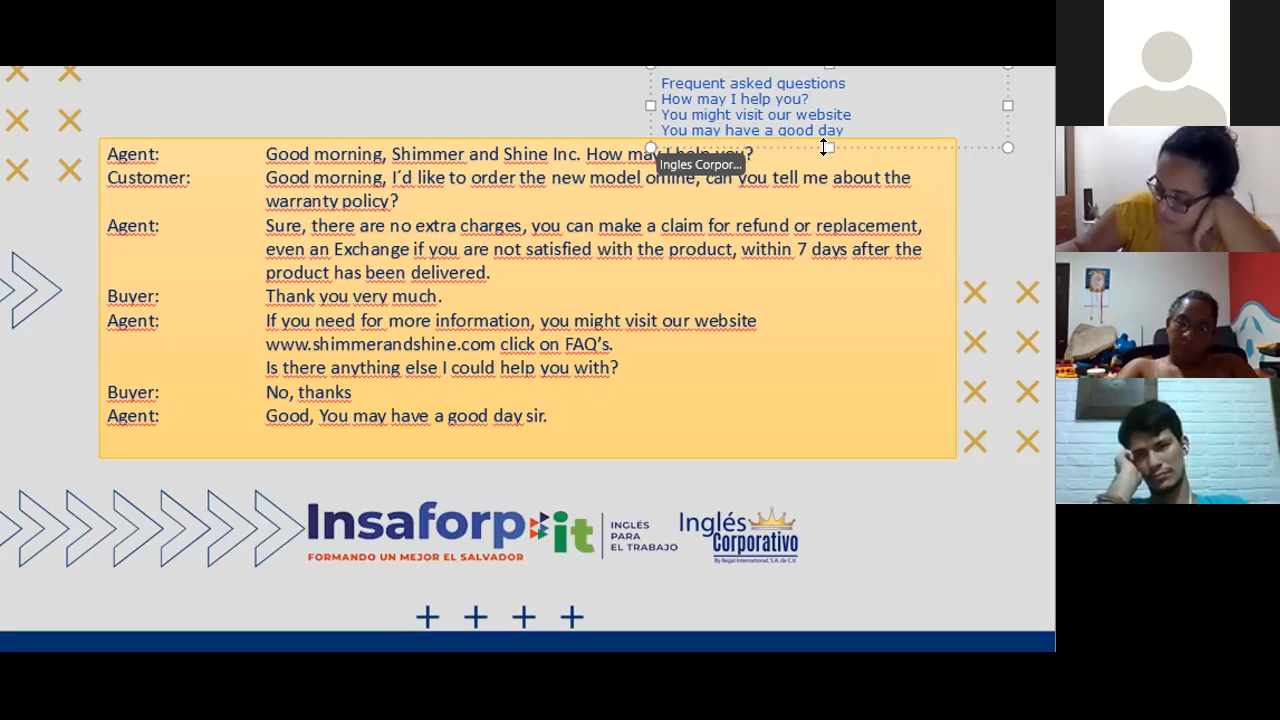 Frequent asked questions
How may I help you?
You might visit our website
You may have a good day
Agent: Good morning, Shimmer and Shine Inc. How may I help you?
Ingles Corpor...
Customer: Good morning, I´d like to order the new model online, can you tell me about the
warranty policy?
Agent: Sure, there are no extra charges, you can make a claim for refund or replacement,
even an Exchange if you are not satisfied with the product, within 7 days after the
product has been delivered.
Buyer: Thank you very much.
Agent: If you need for more information, you might visit our website
www.shimmerandshine.com click on FAQ’s.
Is there anything else I could help you with?
Buyer: No, thanks
Agent: Good, You may have a good day sir.
Insaforp
FORMANDO UN MEJOR EL SALVADOR
it
INGLÉS
PARA
EL TRABAJO
Inglés
Corporativo
By Regal International, S.A. de C.V.